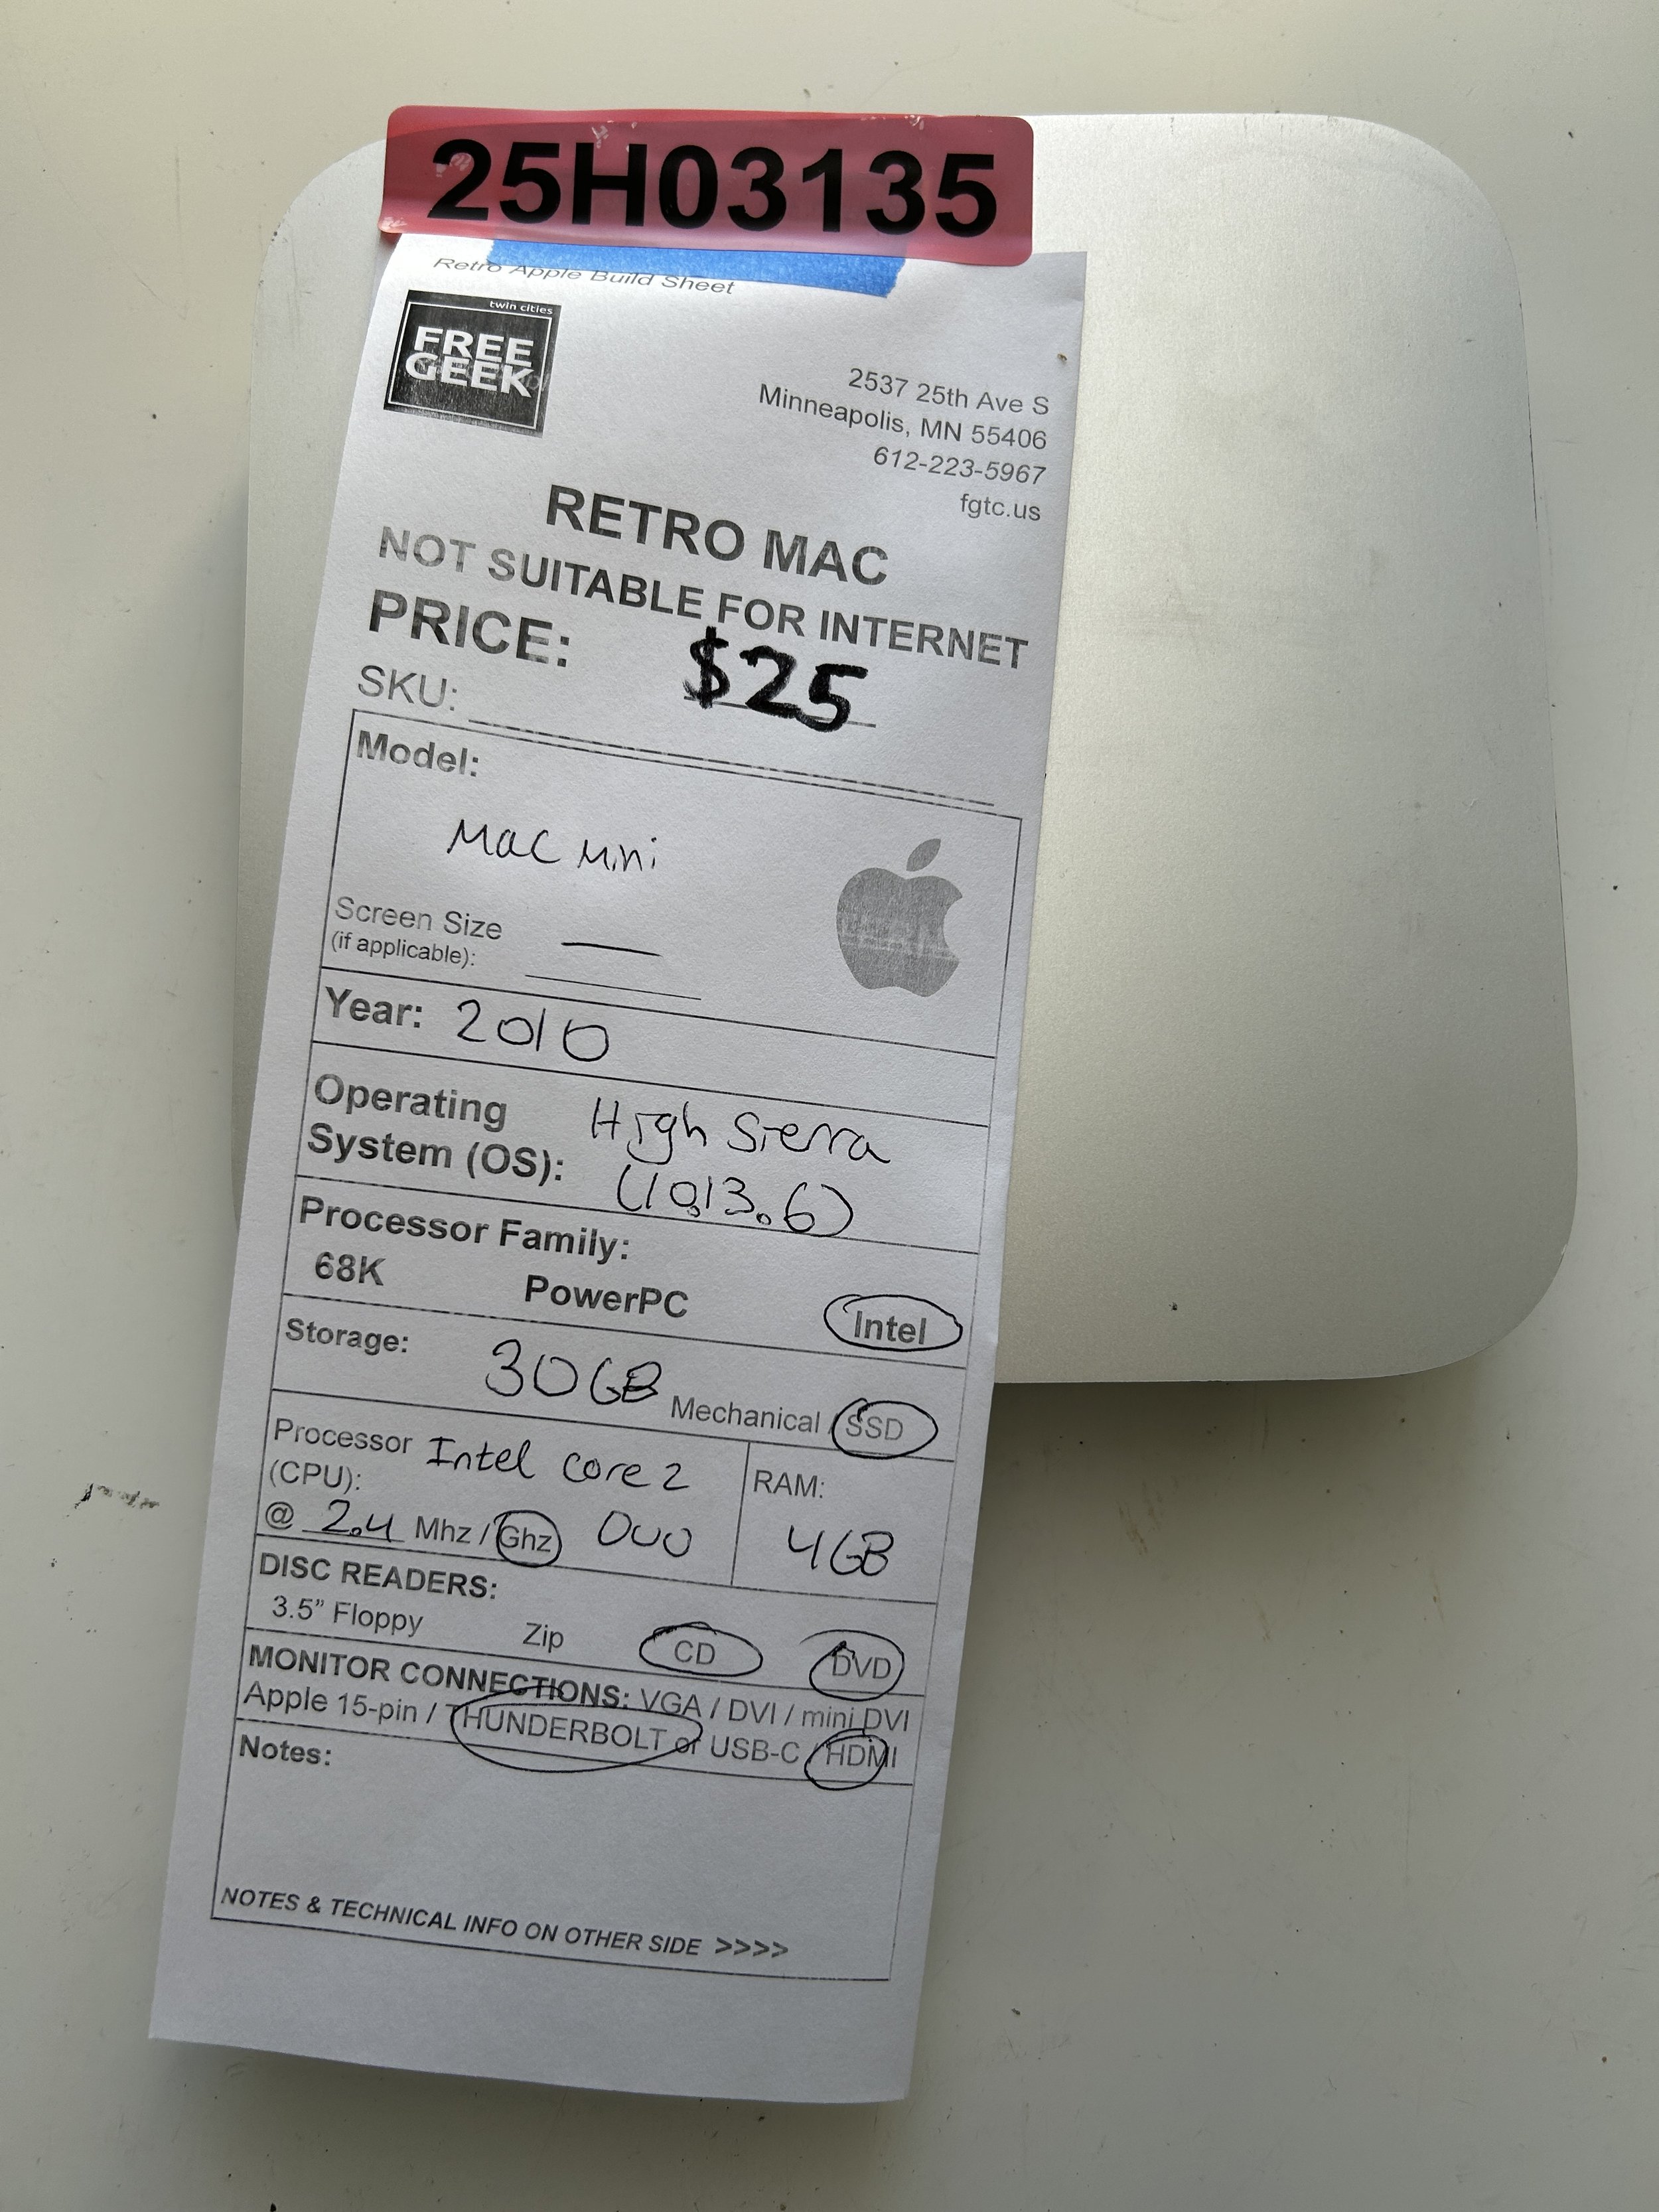 25H03135
Retro Apple Build Sheet
twin cities
FREE
GEEK
2537 25th Ave S
Minneapolis, MN 55406
612-223-5967
fgtc.us
RETRO MAC
NOT SUITABLE FOR INTERNET
PRICE: $25
SKU:
Model:
Mac Mini
Screen Size
(if applicable): —
Year: 2010
Operating High Sierra
System (OS): (10.13.6)
Processor Family:
68K PowerPC Intel
Storage: 30GB Mechanical / SSD
Processor Intel Core 2
(CPU):
@ 2.4 Mhz / Ghz DUO
RAM:
4GB
DISC READERS:
3.5” Floppy Zip CD DVD
MONITOR CONNECTIONS: VGA / DVI / mini DVI
Apple 15-pin / THUNDERBOLT or USB-C / HDMI
Notes:
NOTES & TECHNICAL INFO ON OTHER SIDE >>>>